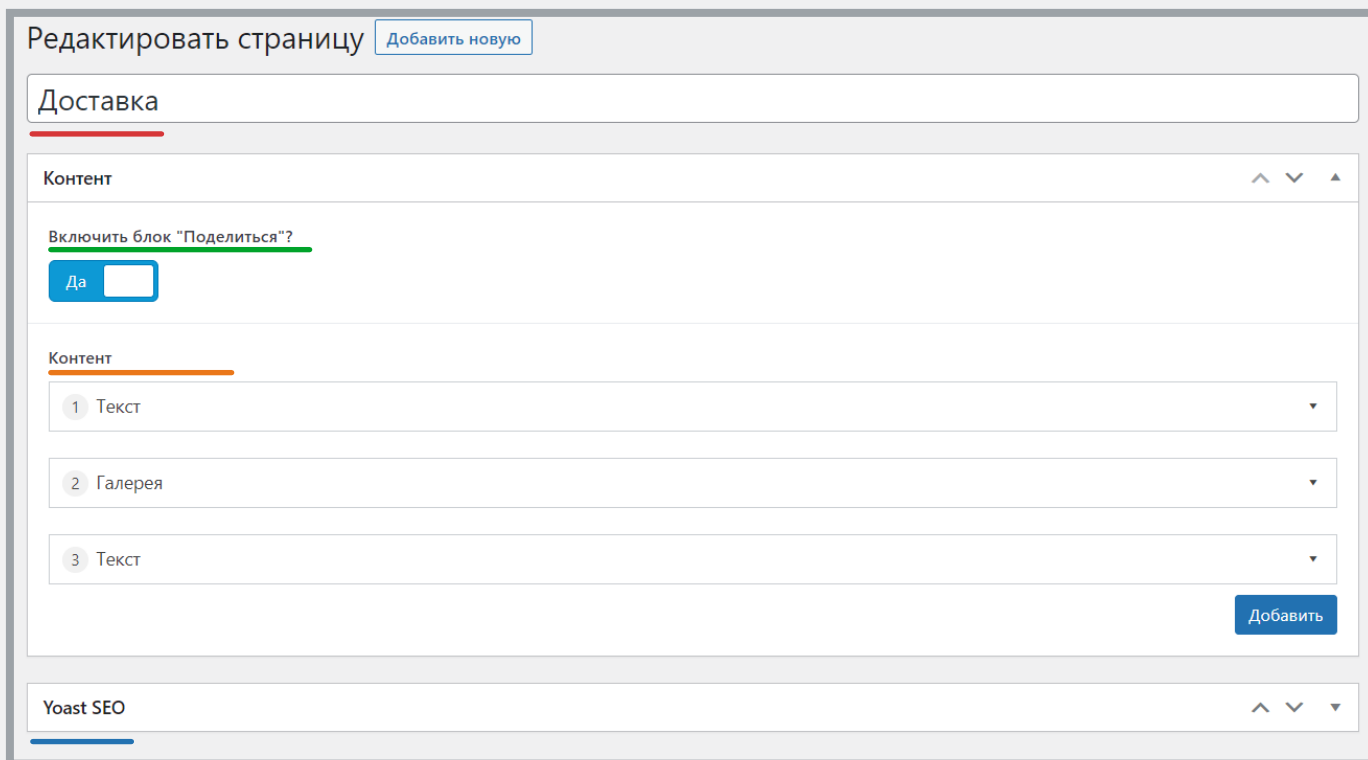 Редактировать страницу Добавить новую
Доставка
Контент
Включить блок "Поделиться"?
Да
Контент
1 Текст
2 Галерея
3 Текст
Добавить
Yoast SEO